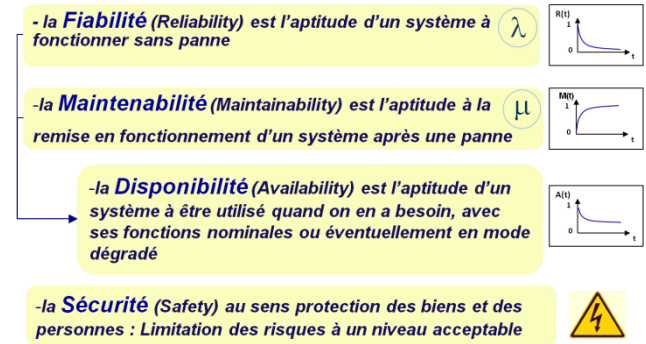 - la Fiabilité (Reliability) est l'aptitude d'un système à
fonctionner sans panne
λ
R(t)
1
0
t
-la Maintenabilité (Maintainability) est l'aptitude à la
remise en fonctionnement d'un système après une panne
μ
M(t)
1
0
t
-la Disponibilité (Availability) est l'aptitude d'un
système à être utilisé quand on en a besoin, avec
ses fonctions nominales ou éventuellement en mode
dégradé
A(t)
1
0
t
-la Sécurité (Safety) au sens protection des biens et des
personnes : Limitation des risques à un niveau acceptable